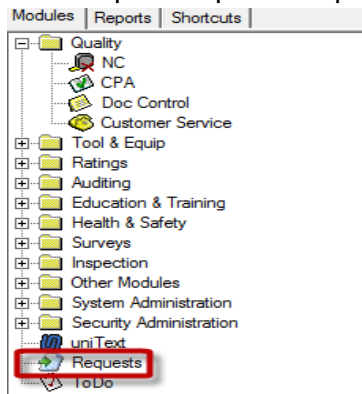 Modules Reports Shortcuts
Quality
NC
CPA
Doc Control
Customer Service
Tool & Equip
Ratings
Auditing
Education & Training
Health & Safety
Surveys
Inspection
Other Modules
System Administration
Security Administration
uniText
Requests
ToDo